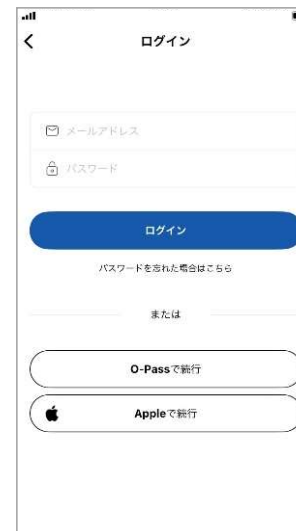 ログイン
メールアドレス
パスワード
ログイン
パスワードを忘れた場合はこちら
または
O-Passで続行
Appleで続行